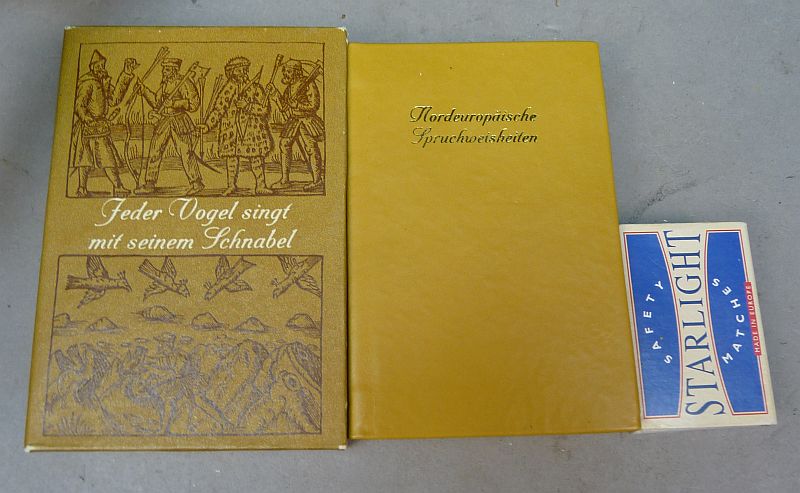 Jeder Vogel singt
mit seinem Schnabel
Nordeuropäische
Spruchweisheiten
SAFETY
STARLIGHT
MATCHES
MADE IN EUROPE